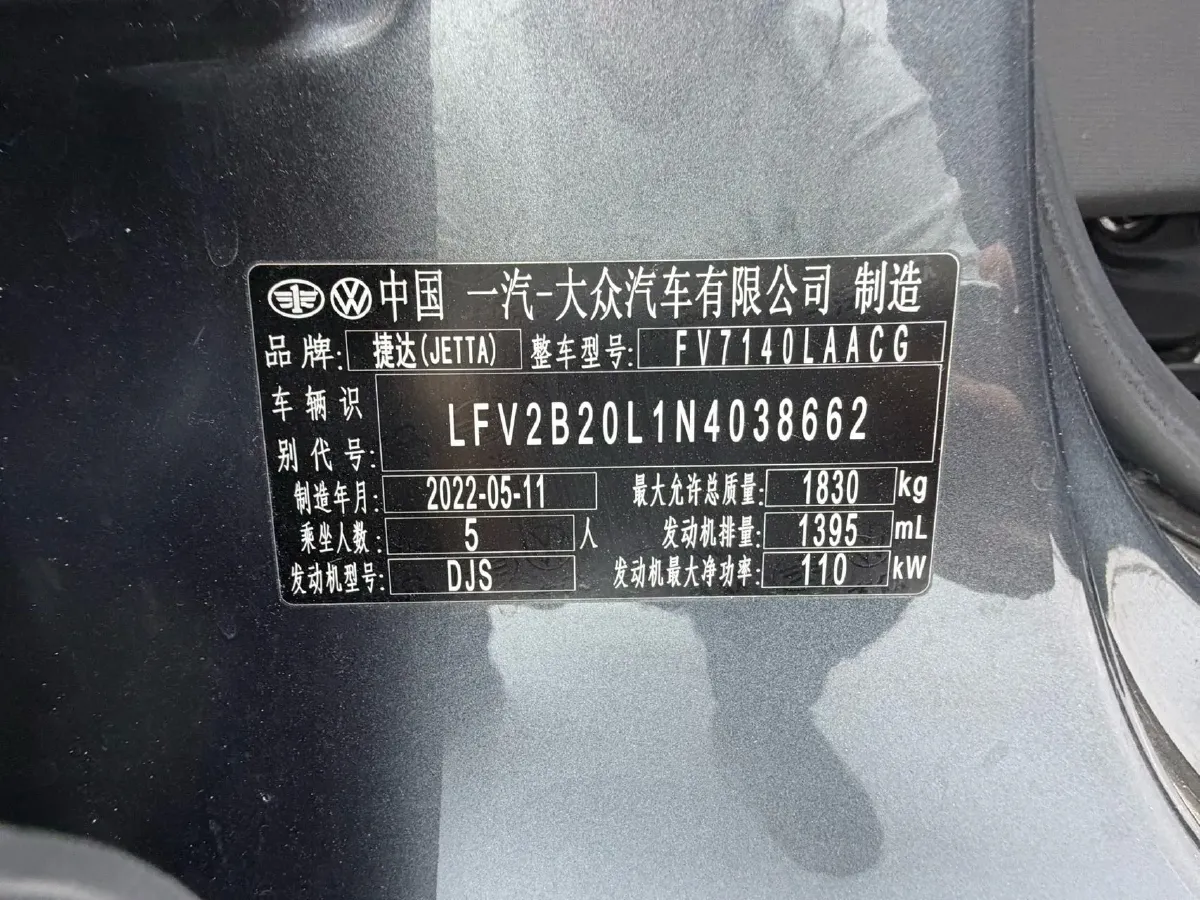 中国 一汽-大众汽车有限公司 制造
品牌: 捷达(JETTA) 整车型号: FV7140LAACG
车辆识别代号: LFV2B20L1N4038662
制造年月: 2022-05-11 最大允许总质量: 1830 kg
乘坐人数: 5 人 发动机排量: 1395 mL
发动机型号: DJS 发动机最大净功率: 110 kW